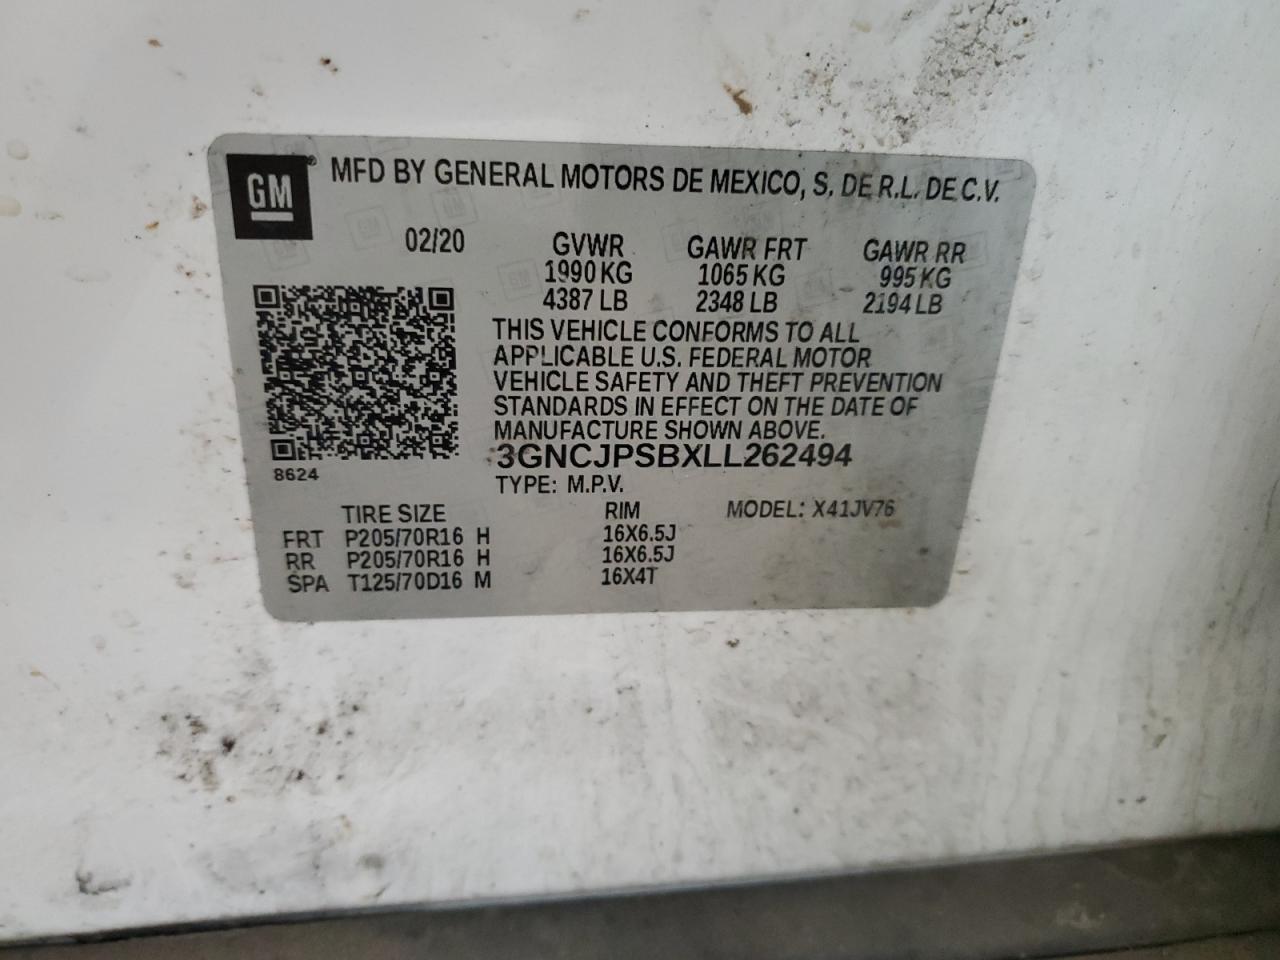 GM® MFD BY GENERAL MOTORS DE MEXICO, S. DE R.L. DE C.V.
02/20 GVWR GAWR FRT GAWR RR
1990 KG 1065 KG 995 KG
4387 LB 2348 LB 2194 LB
THIS VEHICLE CONFORMS TO ALL
APPLICABLE U.S. FEDERAL MOTOR
VEHICLE SAFETY AND THEFT PREVENTION
STANDARDS IN EFFECT ON THE DATE OF
MANUFACTURE SHOWN ABOVE.
3GNCJPSBXLL262494
8624 TYPE: M.P.V.
TIRE SIZE RIM MODEL: X41JV76
FRT P205/70R16 H 16X6.5J
RR P205/70R16 H 16X6.5J
SPA T125/70D16 M 16X4T